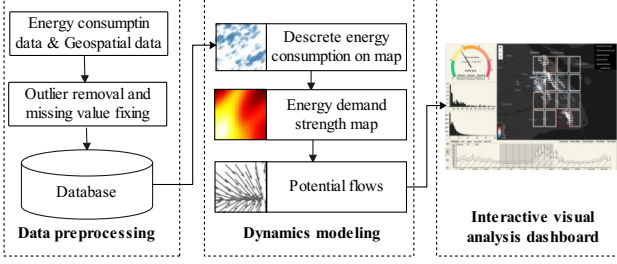 Energy consumptin
data & Geospatial data
Outlier removal and
missing value fixing
Database
Data preprocessing
Descrete energy
consumption on map
Energy demand
strength map
Potential flows
Dynamics modeling
Interactive visual
analysis dashboard